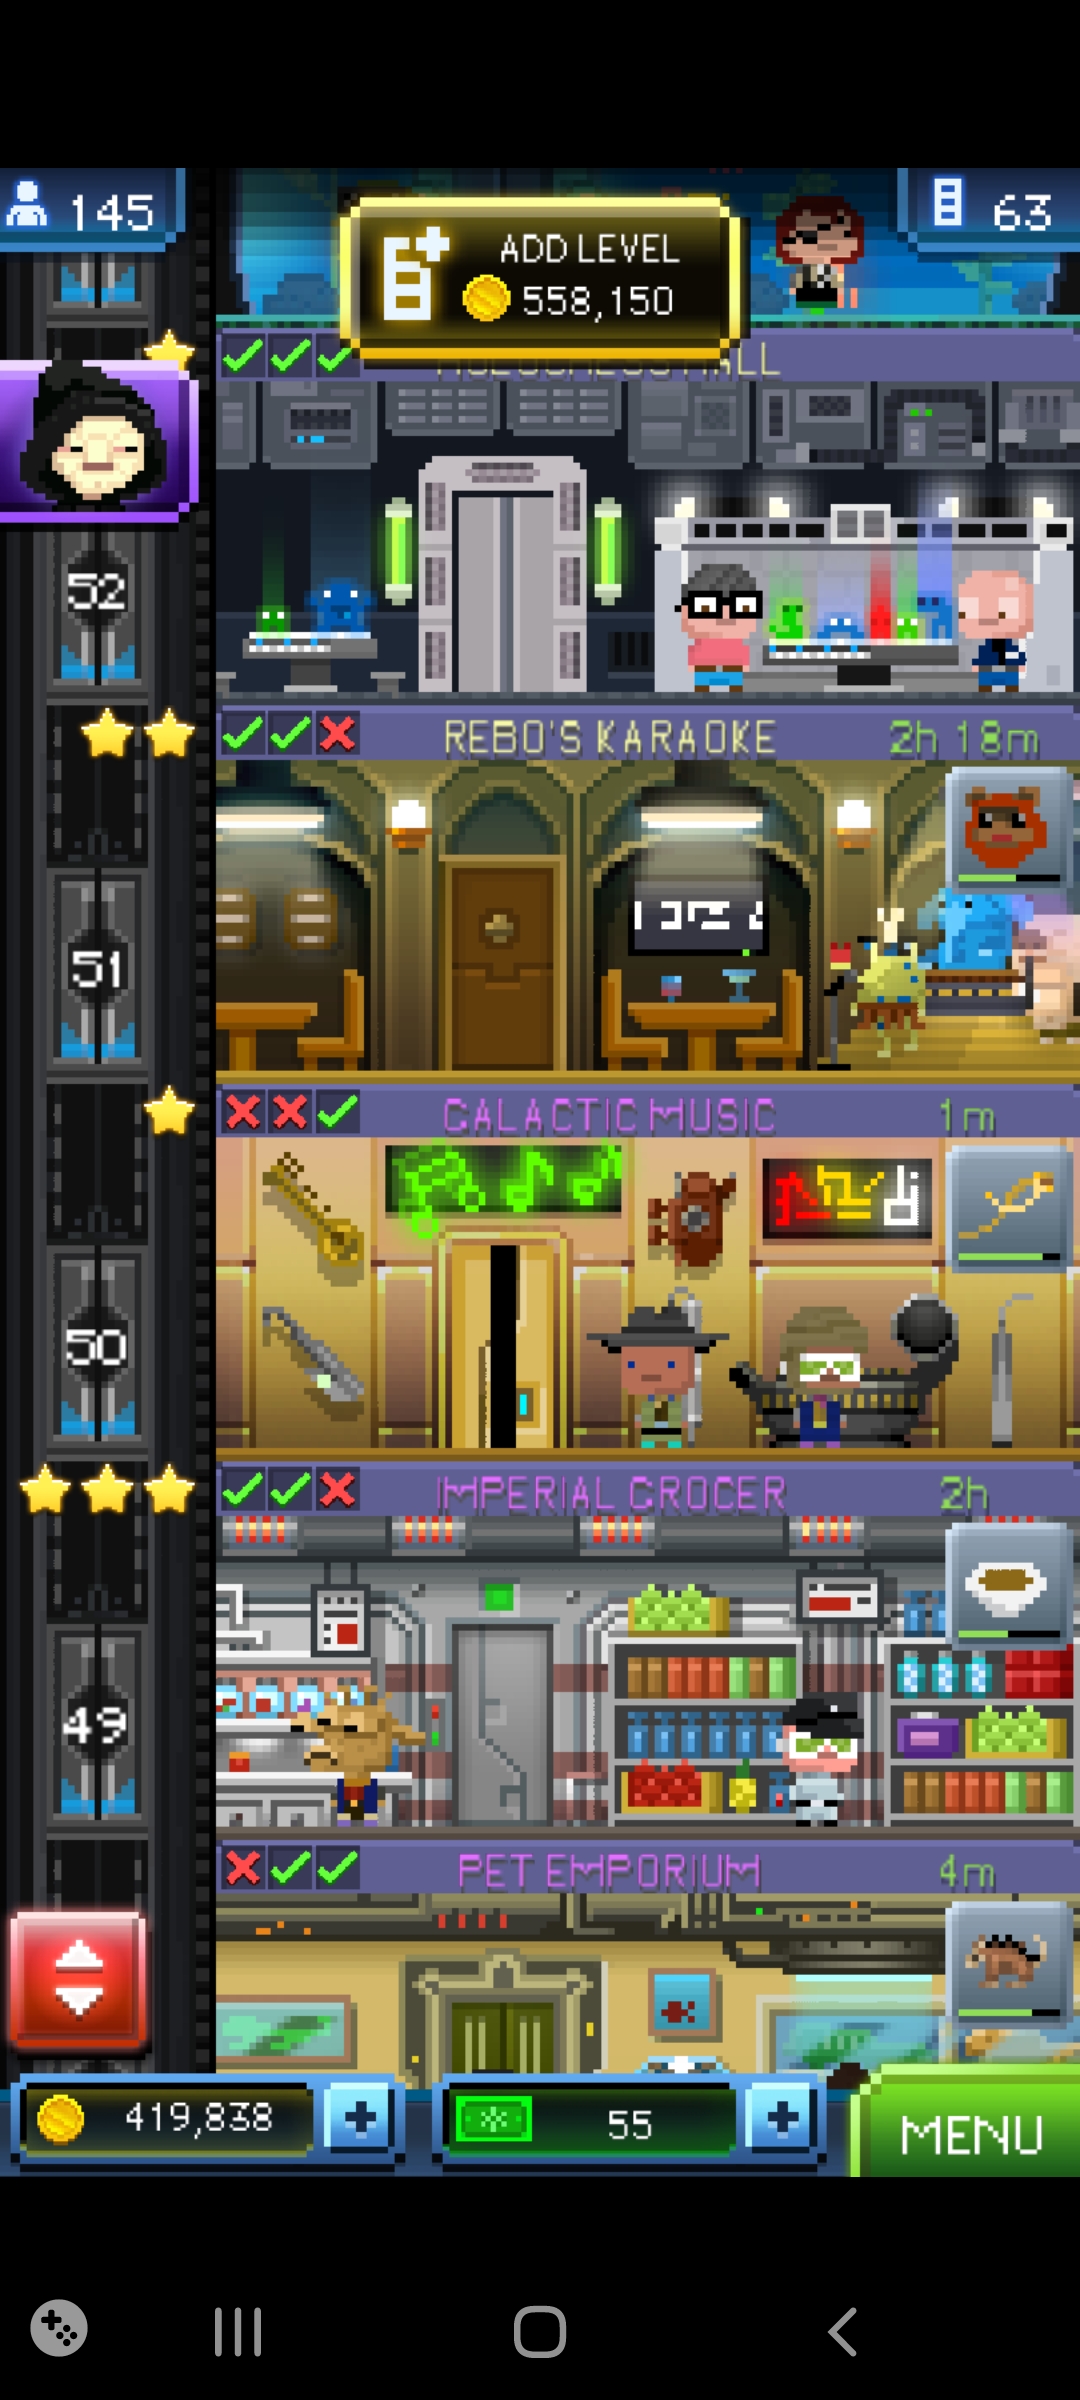 145
63
ADD LEVEL
558,150
52
REBO'S KARAOKE
2h 18m
51
GALACTIC MUSIC
1m
50
IMPERIAL GROCER
2h
49
PET EMPORIUM
4m
419,838
55
MENU